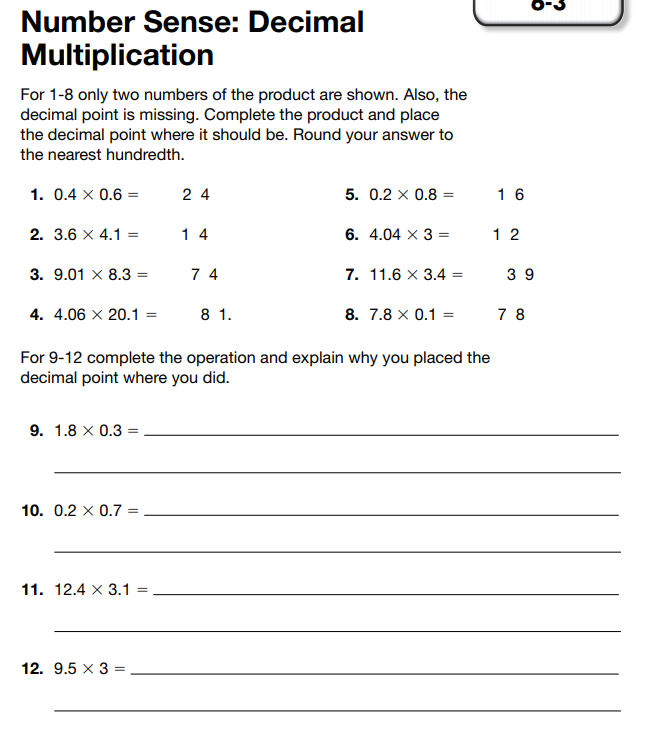 6-3
Number Sense: Decimal
Multiplication
For 1-8 only two numbers of the product are shown. Also, the
decimal point is missing. Complete the product and place
the decimal point where it should be. Round your answer to
the nearest hundredth.
1. 0.4 × 0.6 = 2 4
5. 0.2 × 0.8 = 1 6
2. 3.6 × 4.1 = 1 4
6. 4.04 × 3 = 1 2
3. 9.01 × 8.3 = 7 4
7. 11.6 × 3.4 = 3 9
4. 4.06 × 20.1 = 8 1.
8. 7.8 × 0.1 = 7 8
For 9-12 complete the operation and explain why you placed the
decimal point where you did.
9. 1.8 × 0.3 =
10. 0.2 × 0.7 =
11. 12.4 × 3.1 =
12. 9.5 × 3 =